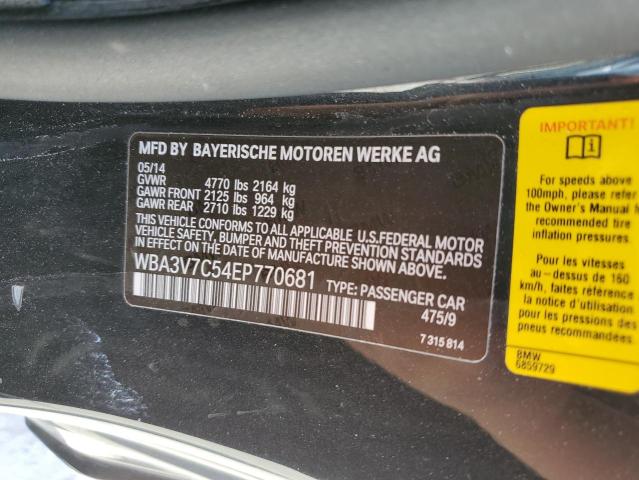 MFD BY BAYERISCHE MOTOREN WERKE AG
05/14
GVWR 4770 lbs 2164 kg
GAWR FRONT 2125 lbs 964 kg
GAWR REAR 2710 lbs 1229 kg
THIS VEHICLE CONFORMS TO ALL APPLICABLE U.S.FEDERAL MOTOR
VEHICLE SAFETY, BUMPER AND THEFT PREVENTION STANDARDS
IN EFFECT ON THE DATE OF MANUFACTURE SHOWN ABOVE.
WBA3V7C54EP770681
TYPE: PASSENGER CAR
475/9
7 315 814
IMPORTANT!
i
For speeds above
100mph, please refer
the Owner's Manual
recommended tire
inflation pressures.
Pour les vitesses
au-dessus de 160
km/h, faites référence
la notice d'utilisation
pour les pressions des
pneus recommandées.
BMW
6859729